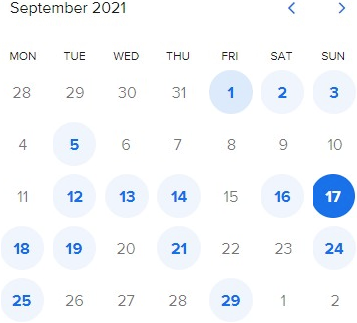 September 2021
MON TUE WED THU FRI SAT SUN
28 29 30 31 1 2 3
4 5 6 7 8 9 10
11 12 13 14 15 16 17
18 19 20 21 22 23 24
25 26 27 28 29 1 2